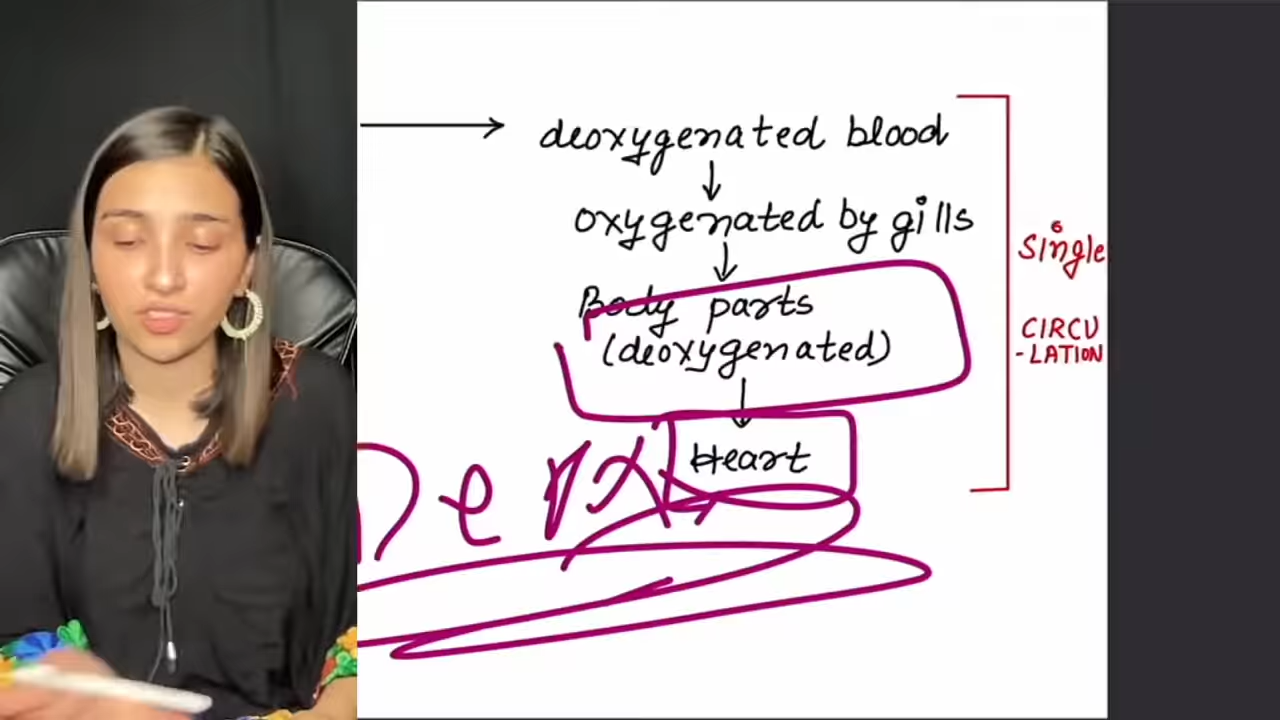 deoxygenated blood
oxygenated by gills
Body parts
(deoxygenated)
Heart
Single
CIRCU
-LATION